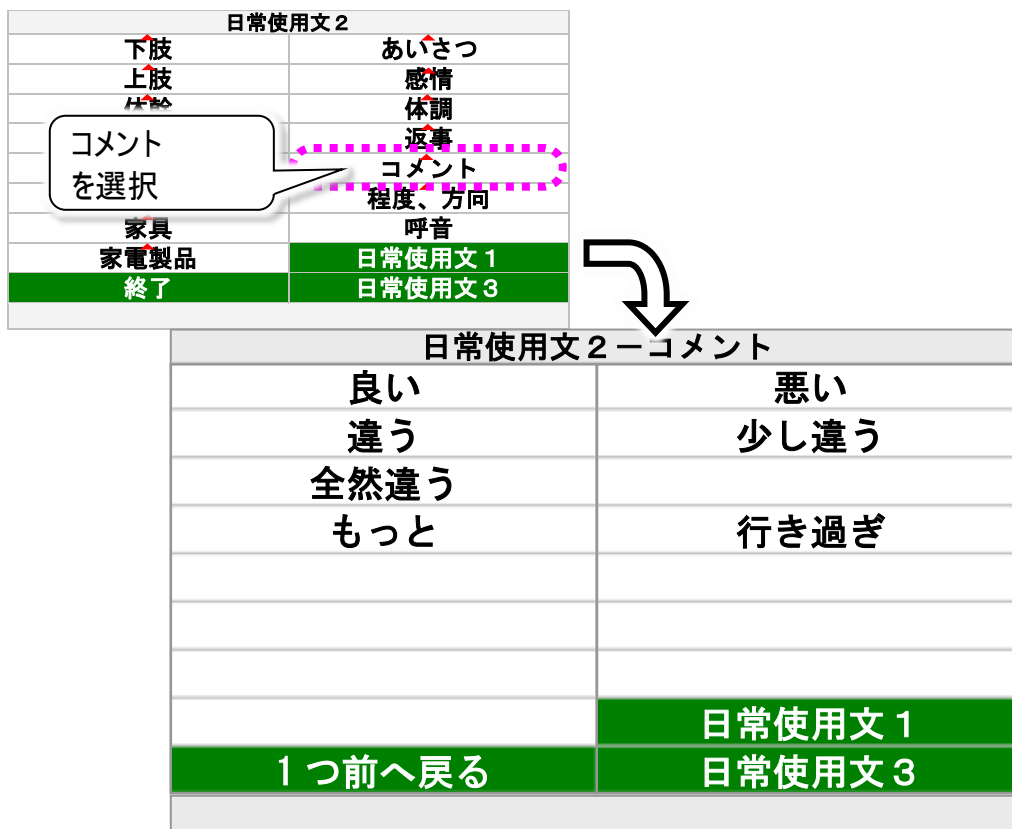 日常使用文２
下肢 あいさつ
上肢 感情
体幹 体調
返事
コメント
を選択
コメント
程度、方向
家具 呼音
家電製品 日常使用文１
終了 日常使用文３
日常使用文２－コメント
良い 悪い
違う 少し違う
全然違う
もっと 行き過ぎ
日常使用文１
１つ前へ戻る 日常使用文３